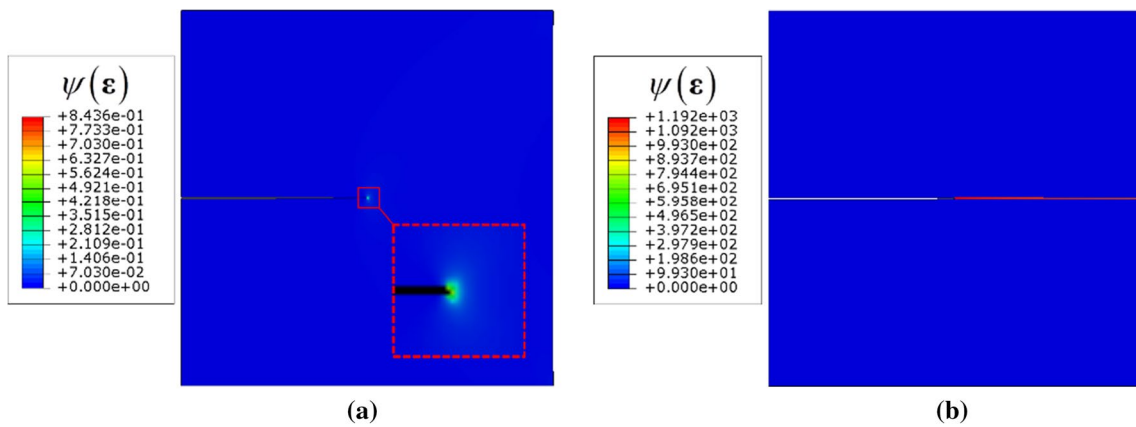 ψ(ε)
+8.436e-01
+7.733e-01
+7.030e-01
+6.327e-01
+5.624e-01
+4.921e-01
+4.218e-01
+3.515e-01
+2.812e-01
+2.109e-01
+1.406e-01
+7.030e-02
+0.000e+00
(a)
ψ(ε)
+1.192e+03
+1.092e+03
+9.930e+02
+8.937e+02
+7.944e+02
+6.951e+02
+5.958e+02
+4.965e+02
+3.972e+02
+2.979e+02
+1.986e+02
+9.930e+01
+0.000e+00
(b)